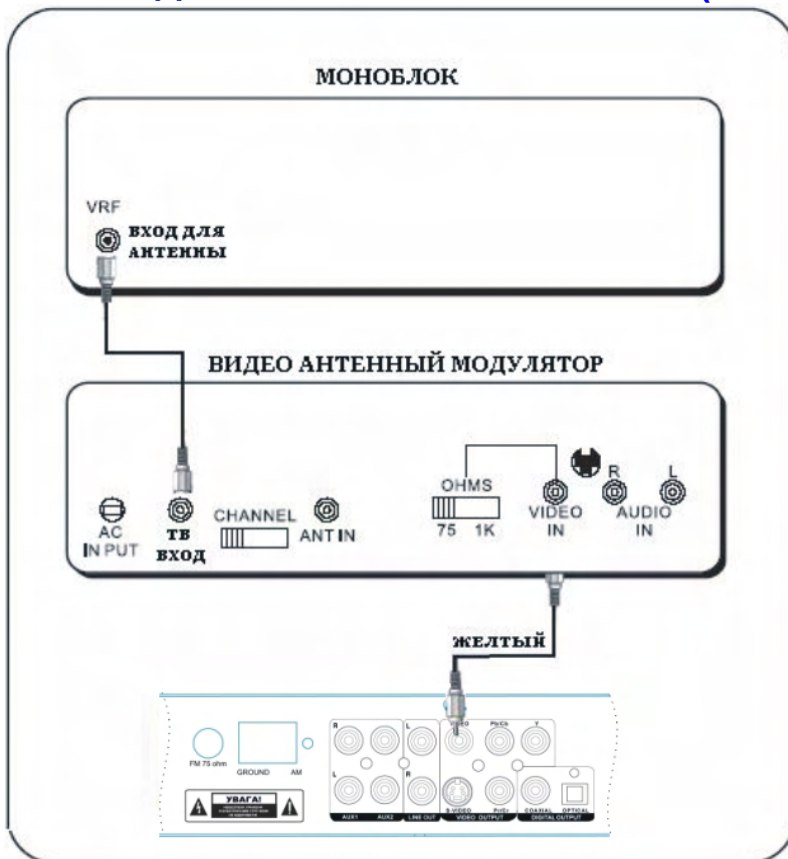 МОНОБЛОК
VRF
ВХОД ДЛЯ
АНТЕННЫ
ВИДЕО АНТЕННЫЙ МОДУЛЯТОР
AC
IN PUT
ТВ
ВХОД
CHANNEL
ANT IN
OHMS
75 1K
VIDEO
IN
R L
AUDIO
IN
ЖЕЛТЫЙ
FM 75 ohm
GROUND AM
УВАГА!
R L VIDEO Pb/Cb Y
L R S-VIDEO Pr/Cr COAXIAL OPTICAL
AUX1 AUX2 LINE OUT VIDEO OUTPUT DIGITAL OUTPUT